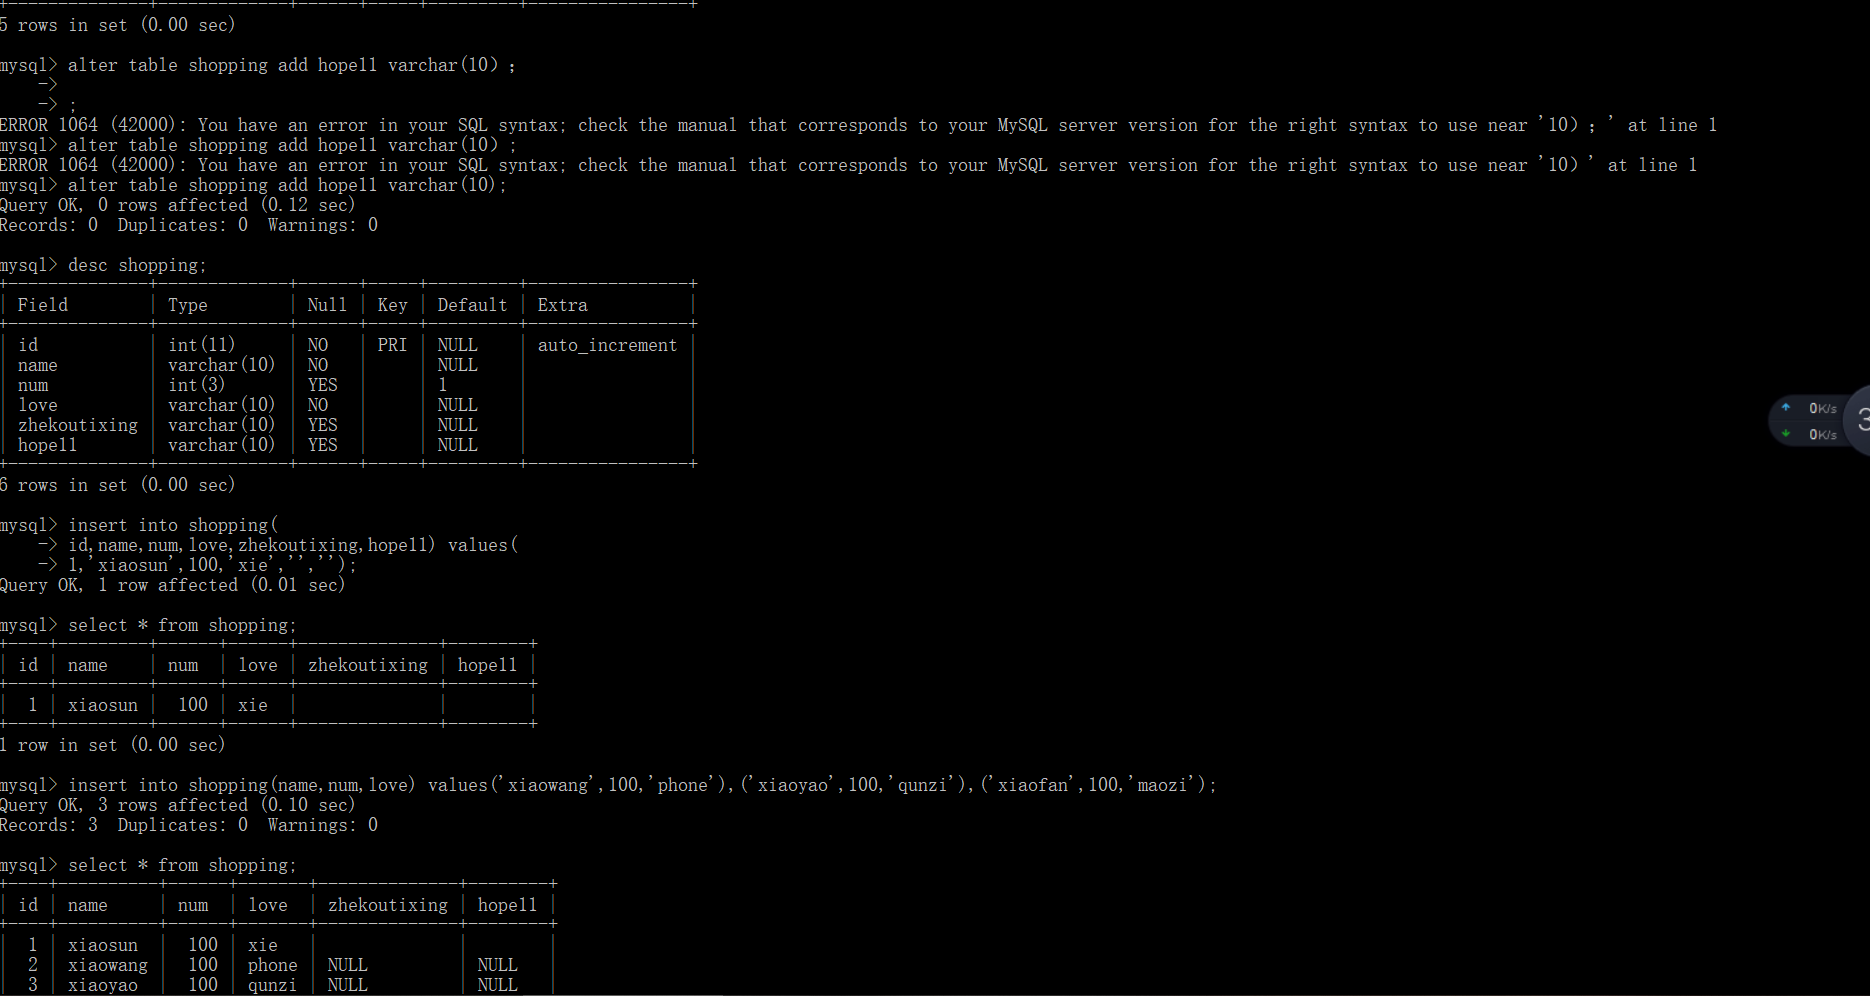 5 rows in set (0.00 sec)
mysql> alter table shopping add hopell varchar(10) ；
    ->
    -> ;
ERROR 1064 (42000): You have an error in your SQL syntax; check the manual that corresponds to your MySQL server version for the right syntax to use near '10) ；' at line 1
mysql> alter table shopping add hopell varchar(10）;
ERROR 1064 (42000): You have an error in your SQL syntax; check the manual that corresponds to your MySQL server version for the right syntax to use near '10）' at line 1
mysql> alter table shopping add hopell varchar(10);
Query OK, 0 rows affected (0.12 sec)
Records: 0  Duplicates: 0  Warnings: 0
mysql> desc shopping;
| Field | Type | Null | Key | Default | Extra |
| id | int(11) | NO | PRI | NULL | auto_increment |
| name | varchar(10) | NO | | NULL | |
| num | int(3) | YES | | 1 | |
| love | varchar(10) | NO | | NULL | |
| zhekoutixing | varchar(10) | YES | | NULL | |
| hopell | varchar(10) | YES | | NULL | |
6 rows in set (0.00 sec)
mysql> insert into shopping(
    -> id,name,num,love,zhekoutixing,hopell) values(
    -> 1,'xiaosun',100,'xie','','');
Query OK, 1 row affected (0.01 sec)
mysql> select * from shopping;
| id | name | num | love | zhekoutixing | hopell |
| 1 | xiaosun | 100 | xie | | |
1 row in set (0.00 sec)
mysql> insert into shopping(name,num,love) values('xiaowang',100,'phone'),('xiaoyao',100,'qunzi'),('xiaofan',100,'maozi');
Query OK, 3 rows affected (0.10 sec)
Records: 3  Duplicates: 0  Warnings: 0
mysql> select * from shopping;
| id | name | num | love | zhekoutixing | hopell |
| 1 | xiaosun | 100 | xie | | |
| 2 | xiaowang | 100 | phone | NULL | NULL |
| 3 | xiaoyao | 100 | qunzi | NULL | NULL |
0K/s
0K/s
3